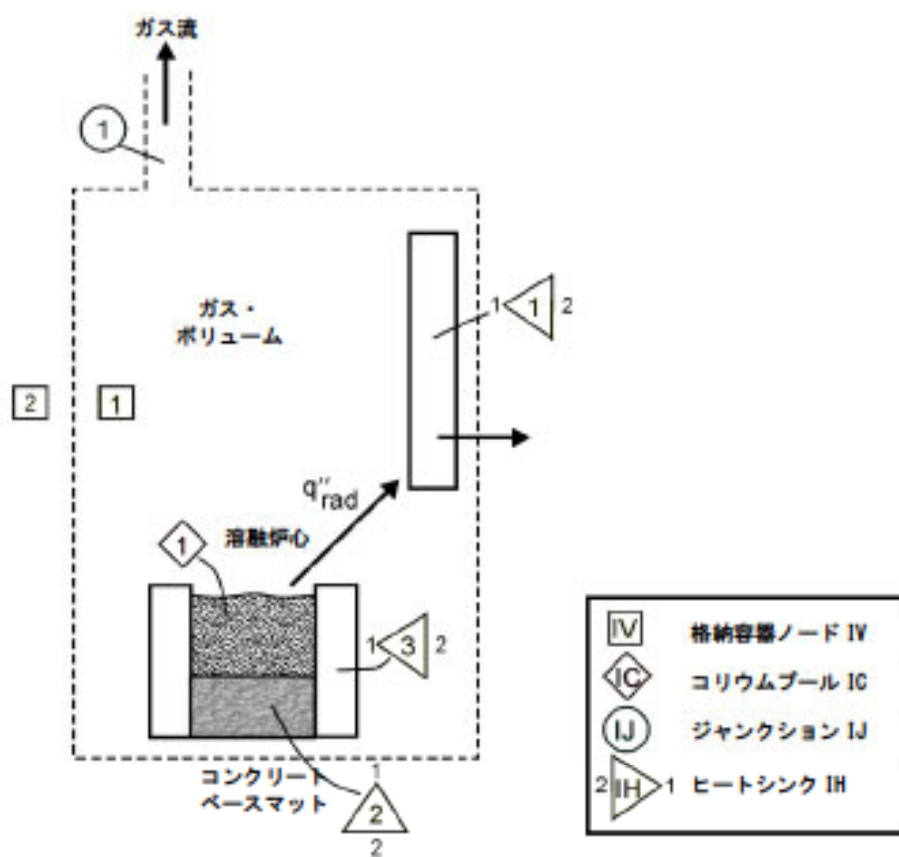 ガス流
1
ガス・
ボリューム
1 1 2
2 1
q''rad
溶融炉心
1
1 3 2
コンクリート
ベースマット
1
2
2
IV 格納容器ノード IV
IC コリウムプール IC
IJ ジャンクション IJ
2 IH 1 ヒートシンク IH